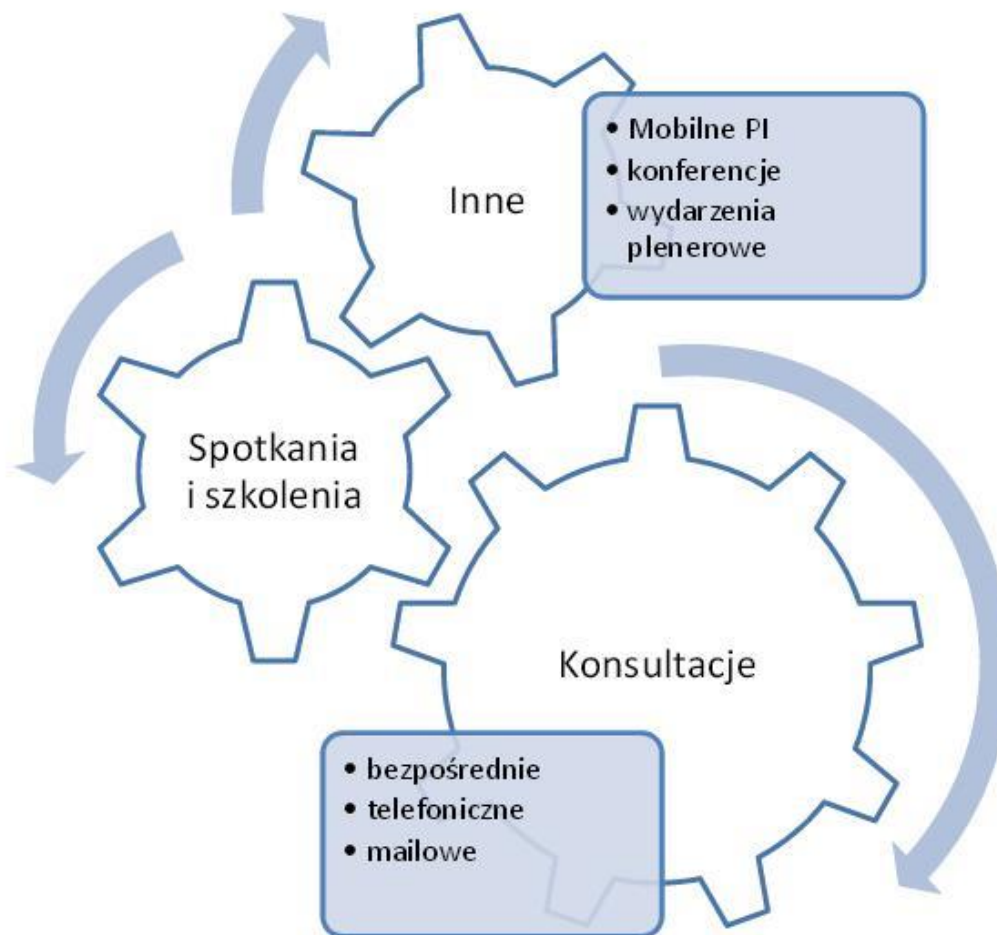 Inne
• Mobilne PI
• konferencje
• wydarzenia
plenerowe
Spotkania
i szkolenia
Konsultacje
• bezpośrednie
• telefoniczne
• mailowe